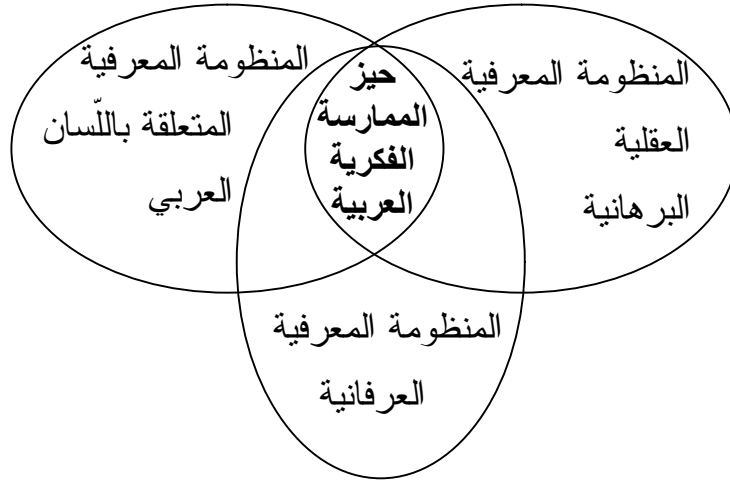 المنظومة المعرفية
العقلية
البرهانية
حيز
الممارسة
الفكرية
العربية
المنظومة المعرفية
المتعلقة باللّسان
العربي
المنظومة المعرفية
العرفانية